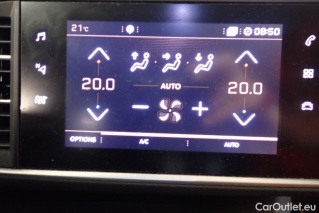 21°C 08:50
20.0 20.0
AUTO
OPTIONS A/C AUTO
CarOutlet.eu